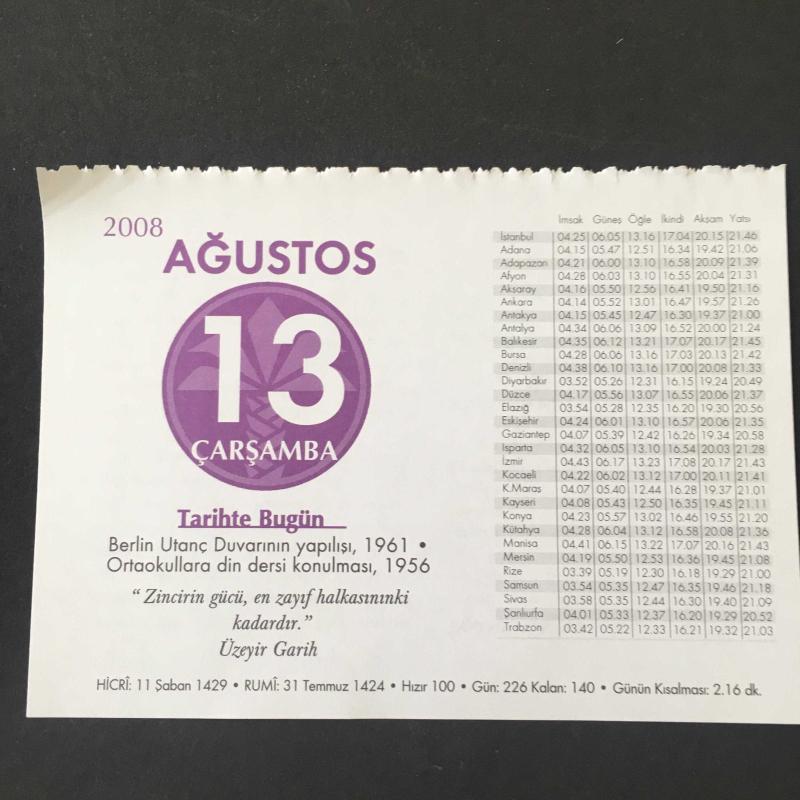 2008
AĞUSTOS
13
ÇARŞAMBA
Tarihte Bugün
Berlin Utanç Duvarının yapılışı, 1961 •
Ortaokullara din dersi konulması, 1956
“ Zincirin gücü, en zayıf halkasınınki
kadardır.”
Üzeyir Garih
İmsak Güneş Öğle İkindi Akşam Yatsı
İstanbul 04.25 06.05 13.16 17.04 20.15 21.46
Adana 04.15 05.47 12.51 16.34 19.42 21.06
Adapazarı 04.21 06.00 13.10 16.58 20.09 21.39
Afyon 04.28 06.03 13.10 16.55 20.04 21.31
Aksaray 04.16 05.50 12.56 16.41 19.50 21.16
Ankara 04.14 05.52 13.01 16.47 19.57 21.26
Antakya 04.15 05.45 12.47 16.30 19.37 21.00
Antalya 04.34 06.06 13.09 16.52 20.00 21.24
Balıkesir 04.35 06.12 13.21 17.07 20.17 21.45
Bursa 04.28 06.06 13.16 17.03 20.13 21.42
Denizli 04.38 06.10 13.16 17.00 20.08 21.33
Diyarbakır 03.52 05.26 12.31 16.15 19.24 20.49
Düzce 04.17 05.56 13.07 16.55 20.06 21.37
Elazığ 03.54 05.28 12.35 16.20 19.30 20.56
Eskişehir 04.24 06.01 13.10 16.57 20.06 21.35
Gaziantep 04.07 05.39 12.42 16.26 19.34 20.58
Isparta 04.32 06.05 13.10 16.54 20.03 21.28
İzmir 04.43 06.17 13.23 17.08 20.17 21.43
Kocaeli 04.22 06.02 13.12 17.00 20.11 21.41
K.Maraş 04.07 05.40 12.44 16.28 19.37 21.01
Kayseri 04.08 05.43 12.50 16.35 19.45 21.11
Konya 04.23 05.57 13.02 16.46 19.55 21.20
Kütahya 04.28 06.04 13.12 16.58 20.08 21.36
Manisa 04.41 06.15 13.22 17.07 20.16 21.43
Mersin 04.19 05.50 12.53 16.36 19.45 21.08
Rize 03.39 05.19 12.30 16.18 19.29 21.00
Samsun 03.54 05.35 12.47 16.35 19.46 21.18
Sivas 03.58 05.35 12.44 16.30 19.40 21.09
Şanlıurfa 04.01 05.33 12.37 16.20 19.29 20.52
Trabzon 03.42 05.22 12.33 16.21 19.32 21.03
HİCRÎ: 11 Şaban 1429 • RUMÎ: 31 Temmuz 1424 • Hızır 100 • Gün: 226 Kalan: 140 • Günün Kısalması: 2.16 dk.